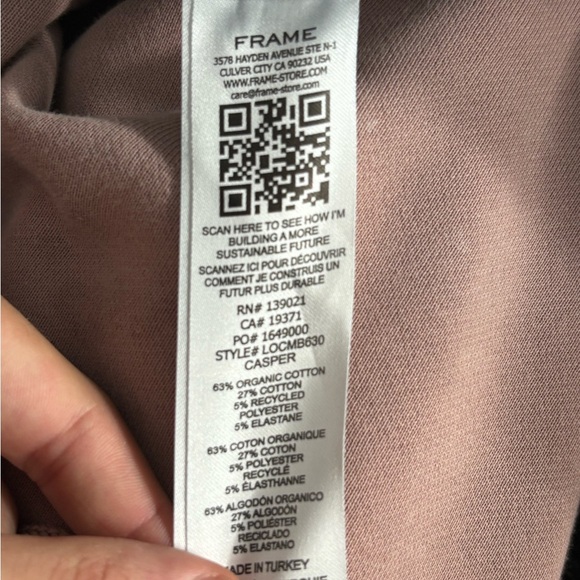 FRAME
3578 HAYDEN AVENUE STE N-1
CULVER CITY CA 90232 USA
WWW.FRAME-STORE.COM
care@frame-store.com
SCAN HERE TO SEE HOW I'M
BUILDING A MORE
SUSTAINABLE FUTURE
SCANNEZ ICI POUR DÉCOUVRIR
COMMENT JE CONSTRUIS UN
FUTUR PLUS DURABLE
RN# 139021
CA# 19371
PO# 1649000
STYLE# LOCMB630
CASPER
63% ORGANIC COTTON
27% COTTON
5% RECYCLED
POLYESTER
5% ELASTANE
63% COTON ORGANIQUE
27% COTON
5% POLYESTER
RECYCLÉ
5% ÉLASTHANNE
63% ALGODÓN ORGANICO
27% ALGODÓN
5% POLIÉSTER
RECICLADO
5% ELASTANO
ADE IN TURKEY